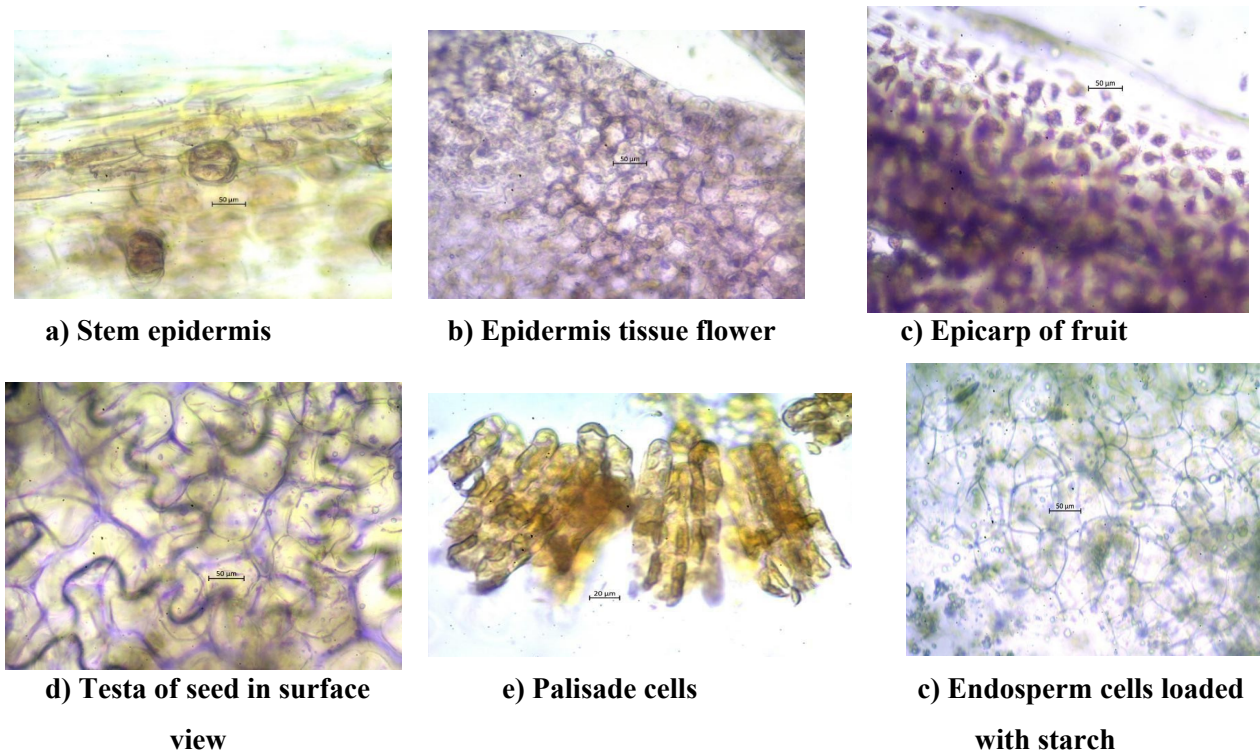 50 µm
50 µm
50 µm
a) Stem epidermis
b) Epidermis tissue flower
c) Epicarp of fruit
50 µm
20 µm
50 µm
d) Testa of seed in surface
view
e) Palisade cells
c) Endosperm cells loaded
with starch